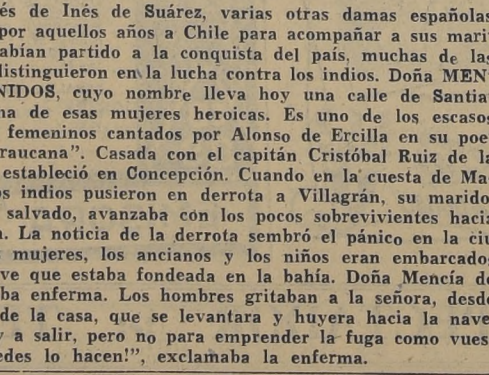 és de Inés de Suárez, varias otras damas españolas
por aquellos años a Chile para acompañar a sus mari
abían partido a la conquista del país, muchas de las
distinguieron en la lucha contra los indios. Doña MEN
NIDOS, cuyo nombre lleva hoy una calle de Santia
na de esas mujeres heroicas. Es uno de los escasos
femeninos cantados por Alonso de Ercilla en su poe
raucana". Casada con el capitán Cristóbal Ruiz de la
estableció en Concepción. Cuando en la cuesta de Ma
os indios pusieron en derrota a Villagrán, su marido
salvado, avanzaba con los pocos sobrevivientes hacia
a. La noticia de la derrota sembró el pánico en la ciu
s mujeres, los ancianos y los niños eran embarcado
ve que estaba fondeada en la bahía. Doña Mencía de
ba enferma. Los hombres gritaban a la señora, desde
de la casa, que se levantara y huyera hacia la nave
y a salir, pero no para emprender la fuga como vues
edes lo hacen!", exclamaba la enferma.